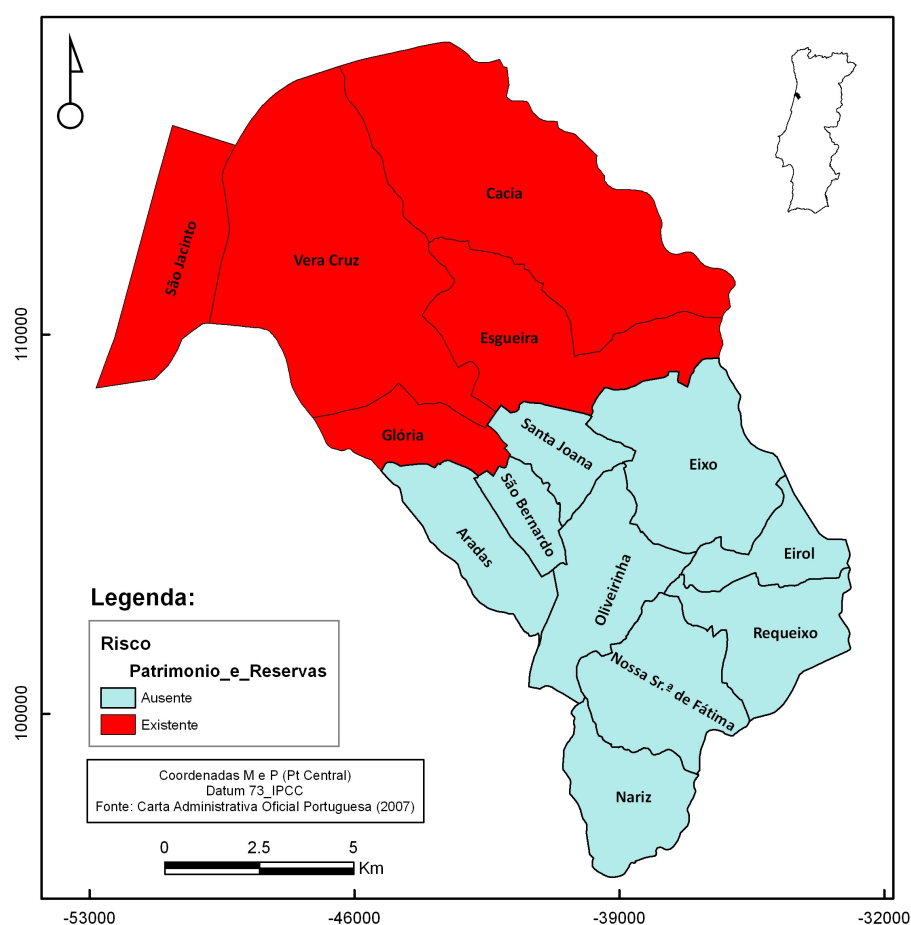 Cacia
São Jacinto
Vera Cruz
Esgueira
Glória
Santa Joana
Eixo
São Bernardo
Aradas
Eirol
Oliveirinha
Requeixo
Nossa Sr.ª de Fátima
Nariz
110000
100000
Legenda:
Risco
Patrimonio_e_Reservas
Ausente
Existente
Coordenadas M e P (Pt Central)
Datum 73_IPCC
Fonte: Carta Administrativa Oficial Portuguesa (2007)
0 2.5 5
Km
-53000 -46000 -39000 -32000